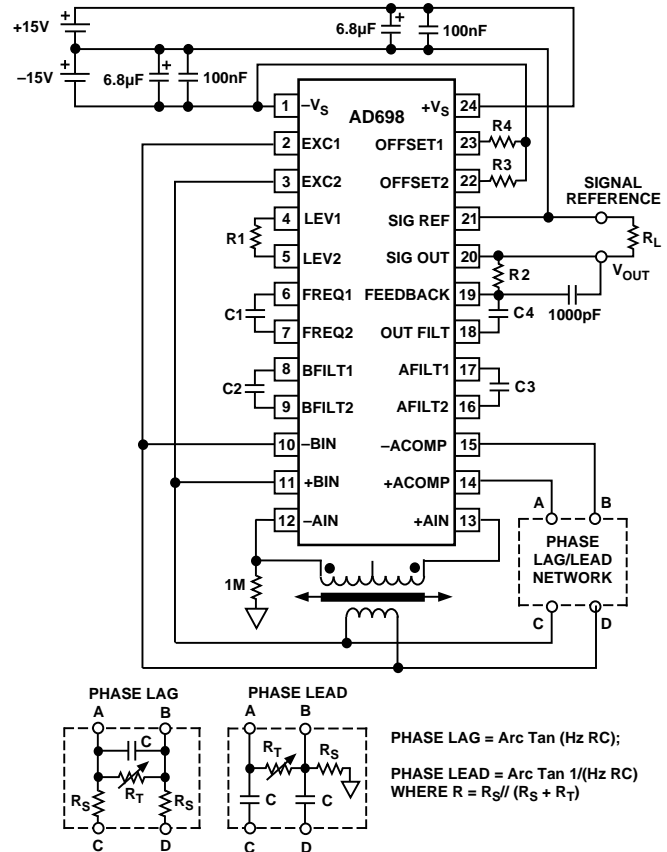 +15V
–15V
6.8µF
100nF
6.8µF
100nF
AD698
1 –VS
2 EXC1
3 EXC2
4 LEV1
5 LEV2
6 FREQ1
7 FREQ2
8 BFILT1
9 BFILT2
10 –BIN
11 +BIN
12 –AIN
+VS 24
OFFSET1 23
OFFSET2 22
SIG REF 21
SIG OUT 20
FEEDBACK 19
OUT FILT 18
AFILT1 17
AFILT2 16
–ACOMP 15
+ACOMP 14
+AIN 13
R1
C1
C2
1M
R4
R3
SIGNAL
REFERENCE
RL
VOUT
R2
C4
1000pF
C3
A B
PHASE
LAG/LEAD
NETWORK
C D
PHASE LAG
A B
C
RT
RS RS
C D
PHASE LEAD
A B
RT RS
C C
C D
PHASE LAG = Arc Tan (Hz RC);
PHASE LEAD = Arc Tan 1/(Hz RC)
WHERE R = RS// (RS + RT)